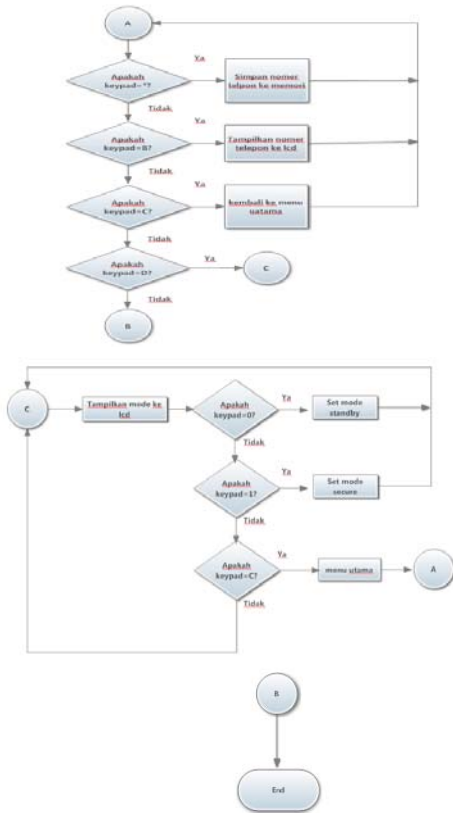 A
Apakah
keypad=*?
Ya
Simpan nomer
telpon ke memori
Tidak
Apakah
keypad=B?
Ya
Tampilkan nomer
telepon ke lcd
Tidak
Apakah
keypad=C?
Ya
kembali ke menu
uatama
Tidak
Apakah
keypad=D?
Ya
C
Tidak
B
C
Tampilkan mode ke
lcd
Apakah
keypad=0?
Ya
Set mode
standby
Tidak
Apakah
keypad=1?
Ya
Set mode
secure
Tidak
Apakah
keypad=C?
Ya
menu utama
A
Tidak
B
End